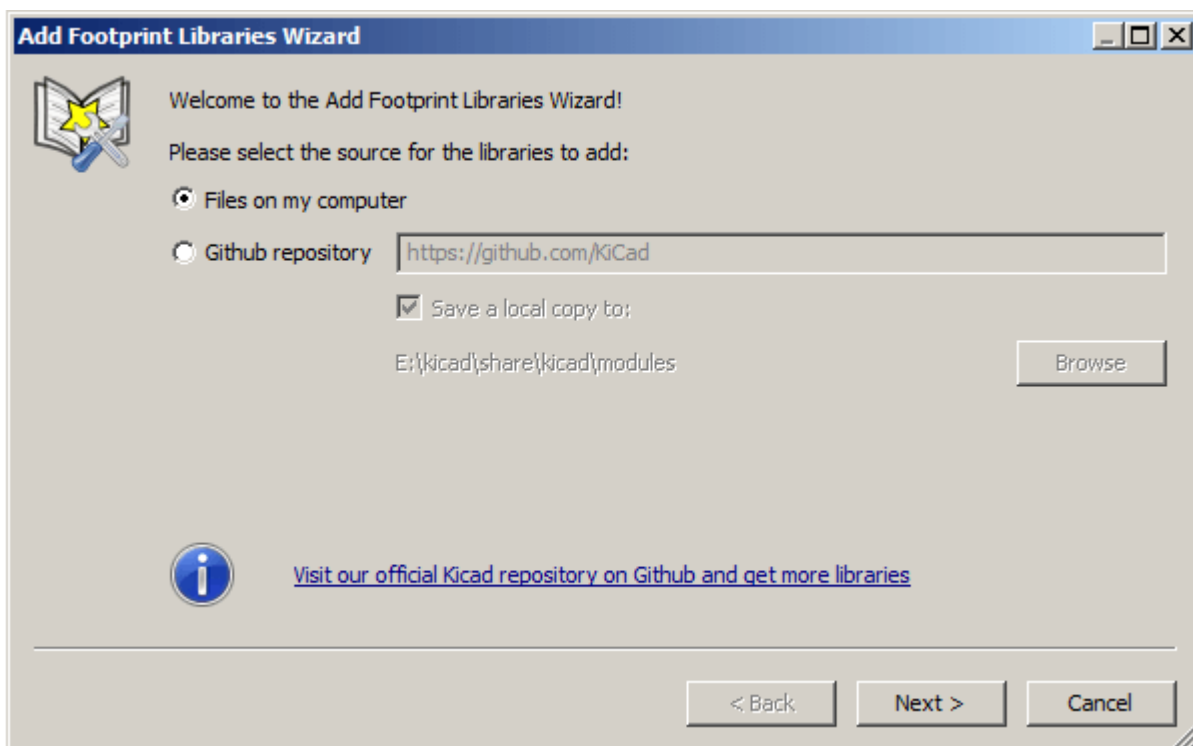 Add Footprint Libraries Wizard
Welcome to the Add Footprint Libraries Wizard!
Please select the source for the libraries to add:
Files on my computer
Github repository https://github.com/KiCad
Save a local copy to:
E:\kicad\share\kicad\modules Browse
Visit our official Kicad repository on Github and get more libraries
< Back Next > Cancel